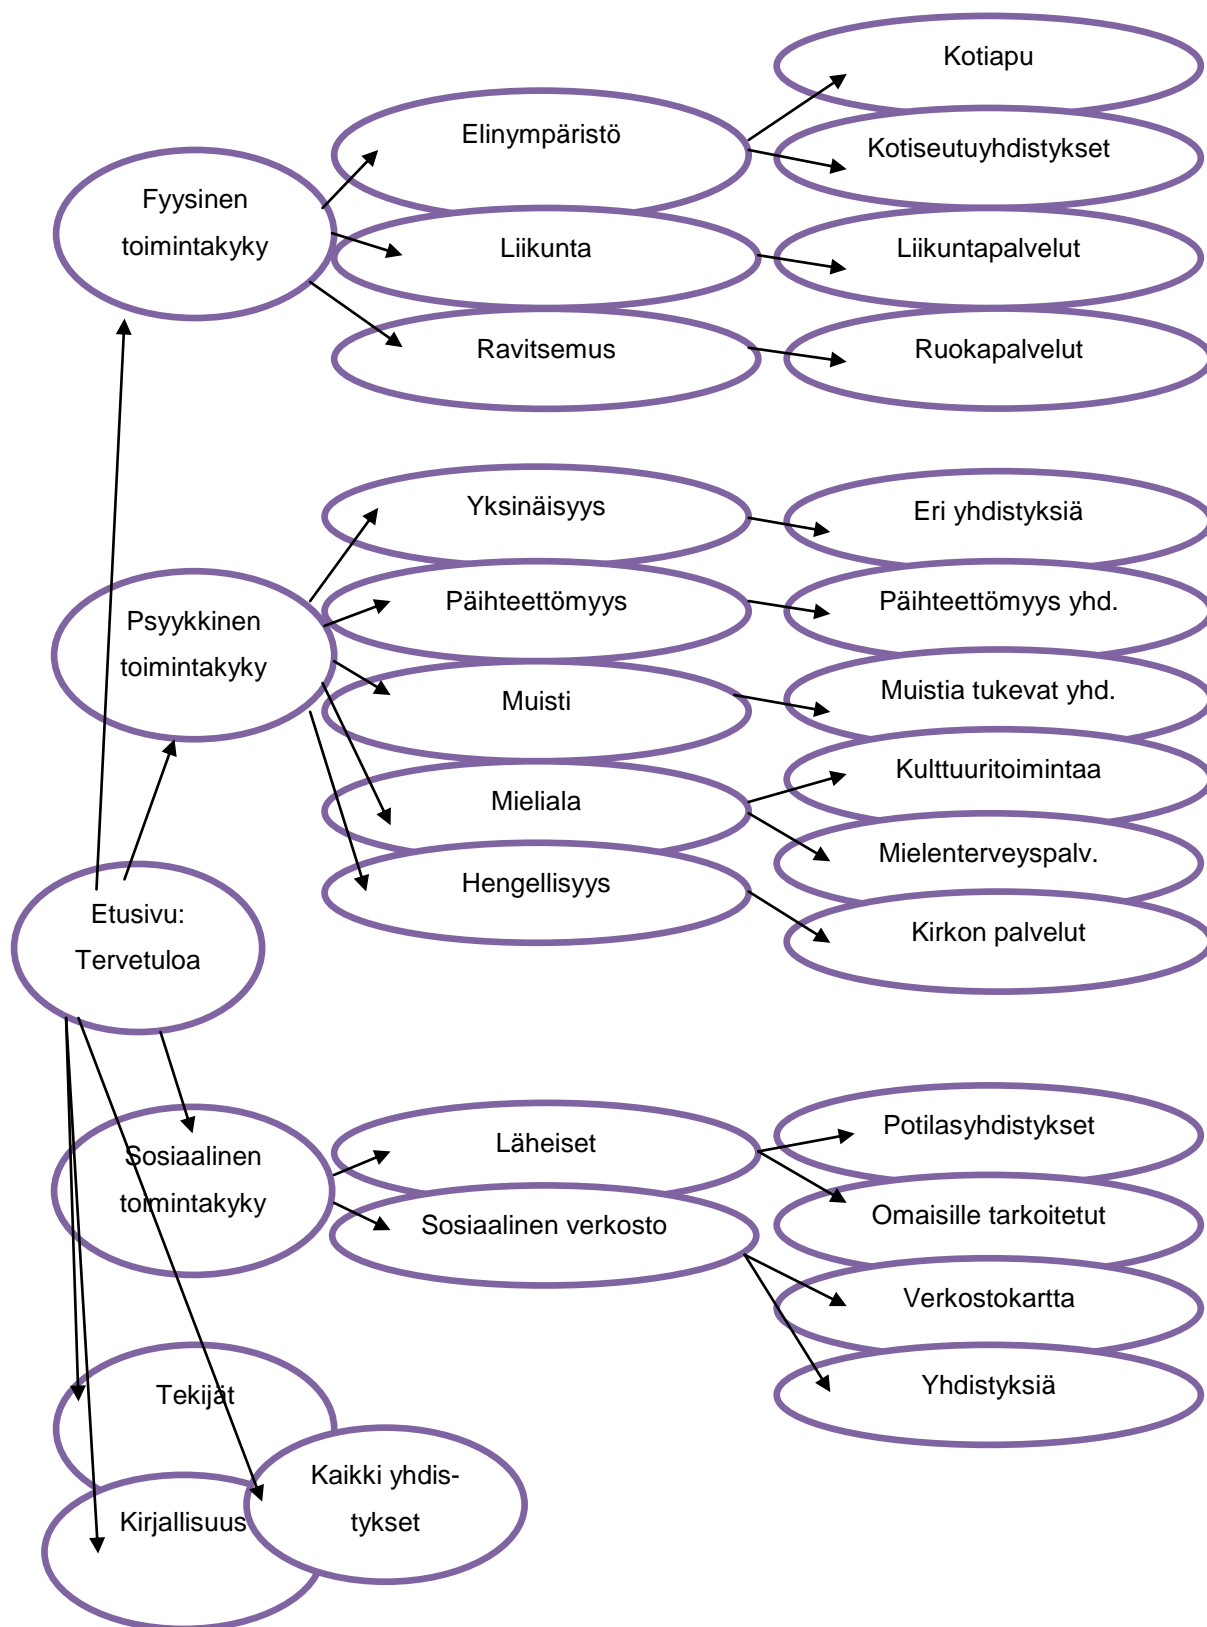 Kotiapu
Elinympäristö
Kotiseutuyhdistykset
Fyysinen
toimintakyky
Liikunta
Liikuntapalvelut
Ravitsemus
Ruokapalvelut
Yksinäisyys
Eri yhdistyksiä
Päihteettömyys
Päihteettömyys yhd.
Psyykkinen
toimintakyky
Muisti
Muistia tukevat yhd.
Mieliala
Kulttuuritoimintaa
Mielenterveyspalv.
Hengellisyys
Kirkon palvelut
Etusivu:
Tervetuloa
Sosiaalinen
toimintakyky
Läheiset
Potilasyhdistykset
Omaisille tarkoitetut
Sosiaalinen verkosto
Verkostokartta
Yhdistyksiä
Tekijät
Kirjallisuus
Kaikki yhdis-
tykset